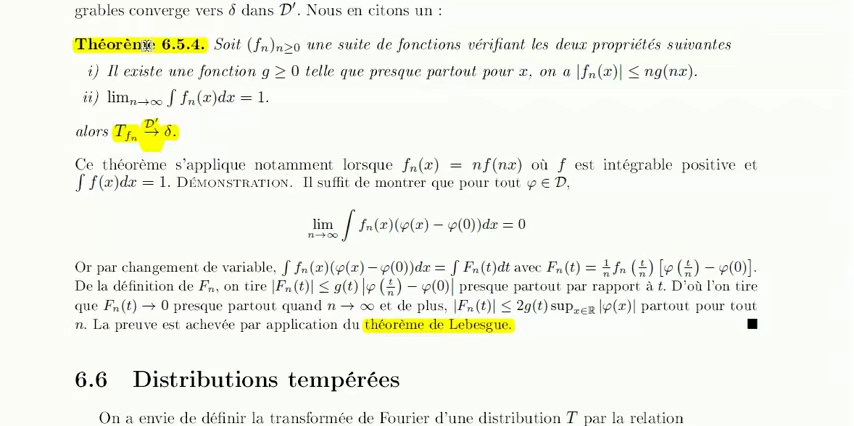 grables converge vers δ dans 𝒟′. Nous en citons un :
Théorème 6.5.4. Soit (fₙ)ₙ≥₀ une suite de fonctions vérifiant les deux propriétés suivantes
i) Il existe une fonction g ≥ 0 telle que presque partout pour x, on a |fₙ(x)| ≤ ng(nx).
ii) limₙ→∞ ∫ fₙ(x)dx = 1.
alors T_{fₙ} →^{𝒟′} δ.
Ce théorème s'applique notamment lorsque fₙ(x) = nf(nx) où f est intégrable positive et
∫ f(x)dx = 1. DÉMONSTRATION. Il suffit de montrer que pour tout φ ∈ 𝒟,
lim_{n→∞} ∫ fₙ(x)(φ(x) − φ(0))dx = 0
Or par changement de variable, ∫ fₙ(x)(φ(x)−φ(0))dx = ∫ Fₙ(t)dt avec Fₙ(t) = 1/n fₙ (t/n) [φ (t/n) − φ(0)].
De la définition de Fₙ, on tire |Fₙ(t)| ≤ g(t) |φ (t/n) − φ(0)| presque partout par rapport à t. D'où l'on tire
que Fₙ(t) → 0 presque partout quand n → ∞ et de plus, |Fₙ(t)| ≤ 2g(t) sup_{x∈ℝ} |φ(x)| partout pour tout
n. La preuve est achevée par application du théorème de Lebesgue. ■
6.6 Distributions tempérées
On a envie de définir la transformée de Fourier d'une distribution T par la relation